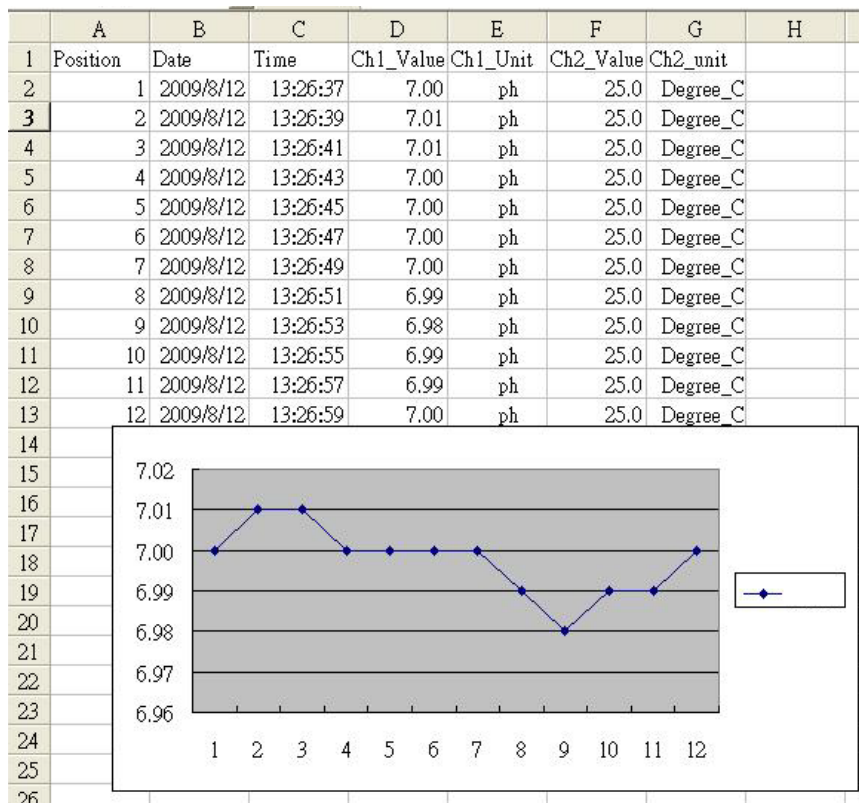 A B C D E F G H
1 Position Date Time Ch1_Value Ch1_Unit Ch2_Value Ch2_unit
2 1 2009/8/12 13:26:37 7.00 ph 25.0 Degree_C
3 2 2009/8/12 13:26:39 7.01 ph 25.0 Degree_C
4 3 2009/8/12 13:26:41 7.01 ph 25.0 Degree_C
5 4 2009/8/12 13:26:43 7.00 ph 25.0 Degree_C
6 5 2009/8/12 13:26:45 7.00 ph 25.0 Degree_C
7 6 2009/8/12 13:26:47 7.00 ph 25.0 Degree_C
8 7 2009/8/12 13:26:49 7.00 ph 25.0 Degree_C
9 8 2009/8/12 13:26:51 6.99 ph 25.0 Degree_C
10 9 2009/8/12 13:26:53 6.98 ph 25.0 Degree_C
11 10 2009/8/12 13:26:55 6.99 ph 25.0 Degree_C
12 11 2009/8/12 13:26:57 6.99 ph 25.0 Degree_C
13 12 2009/8/12 13:26:59 7.00 ph 25.0 Degree_C
14
15 7.02
16 7.01
17
18 7.00
19 6.99
20 6.98
21
22 6.97
23 6.96
24 1 2 3 4 5 6 7 8 9 10 11 12
25
26